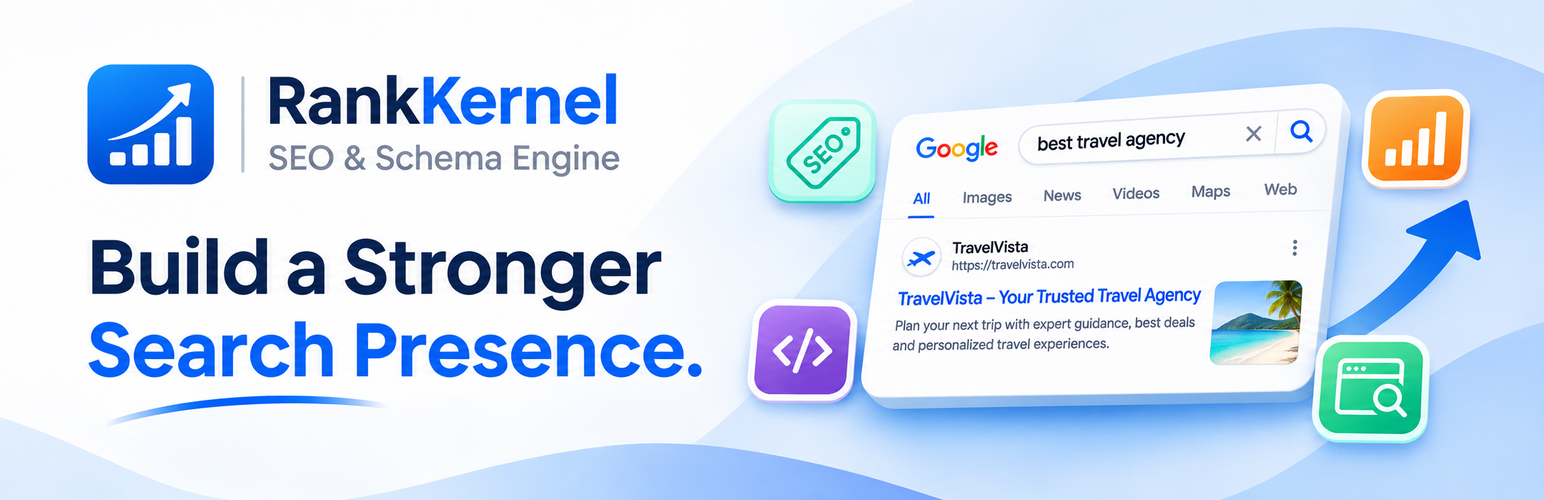 RankKernel
SEO & Schema Engine
Build a Stronger
Search Presence.
SEO
Google
best travel agency
All Images News Videos Maps Web
TravelVista
https://travelvista.com
TravelVista – Your Trusted Travel Agency
Plan your next trip with expert guidance, best deals
and personalized travel experiences.